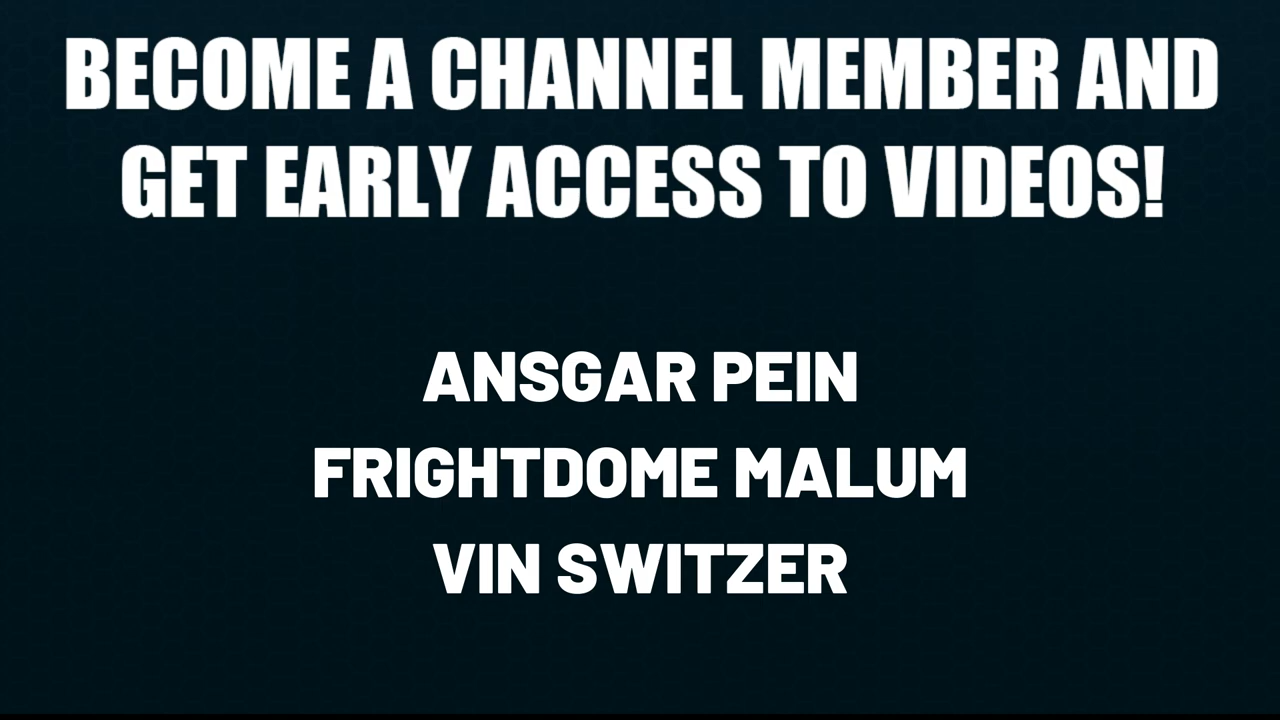 BECOME A CHANNEL MEMBER AND
GET EARLY ACCESS TO VIDEOS!
ANSGAR PEIN
FRIGHTDOME MALUM
VIN SWITZER